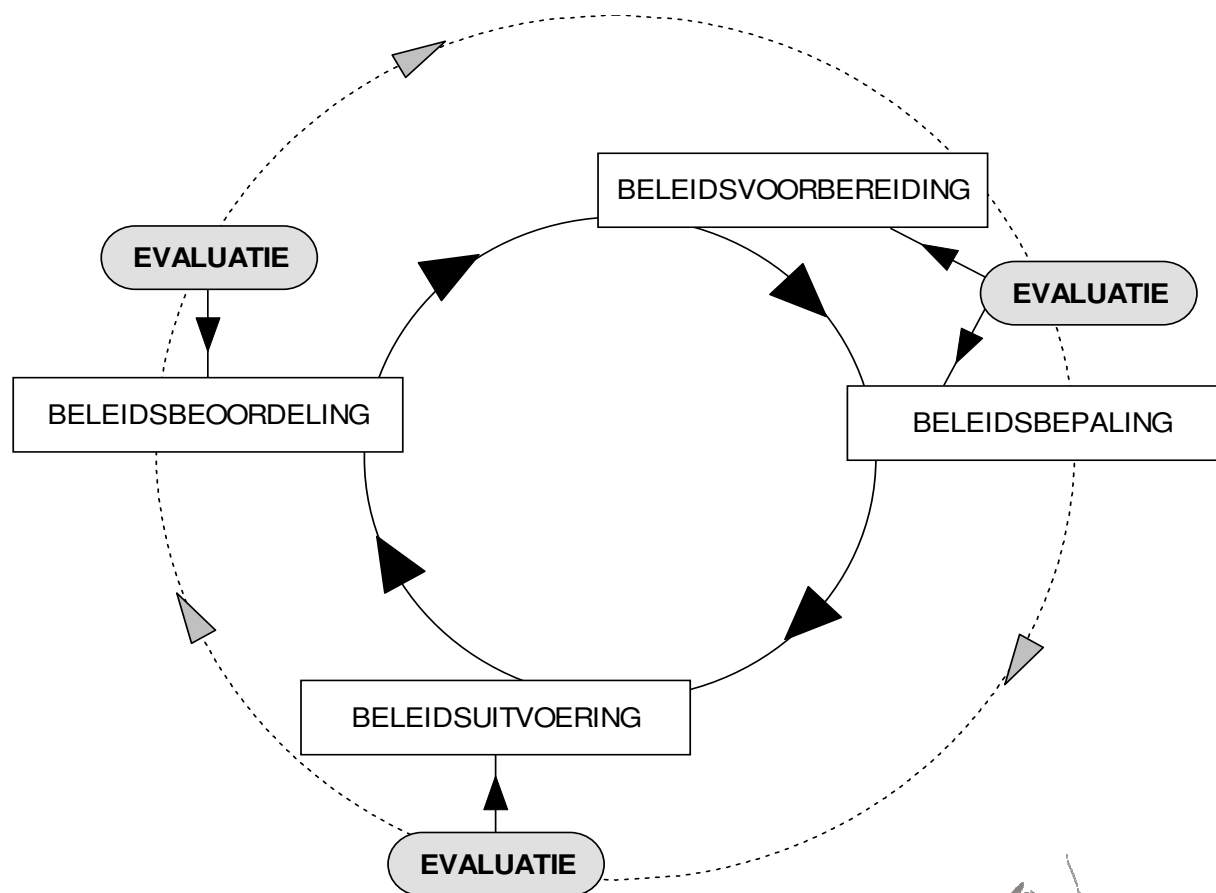 BELEIDSVOORBEREIDING
EVALUATIE
EVALUATIE
BELEIDSBEOORDELING
BELEIDSBEPALING
BELEIDSUITVOERING
EVALUATIE